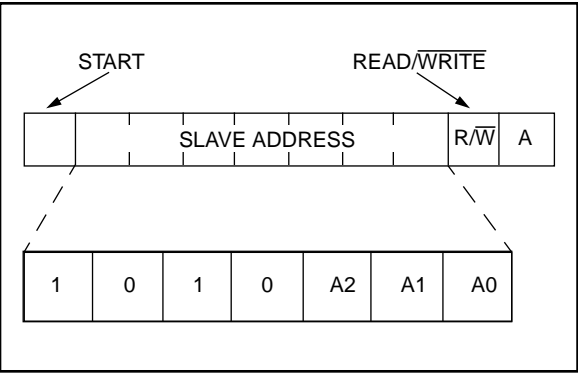 START READ/WRITE
SLAVE ADDRESS R/W A
1 0 1 0 A2 A1 A0